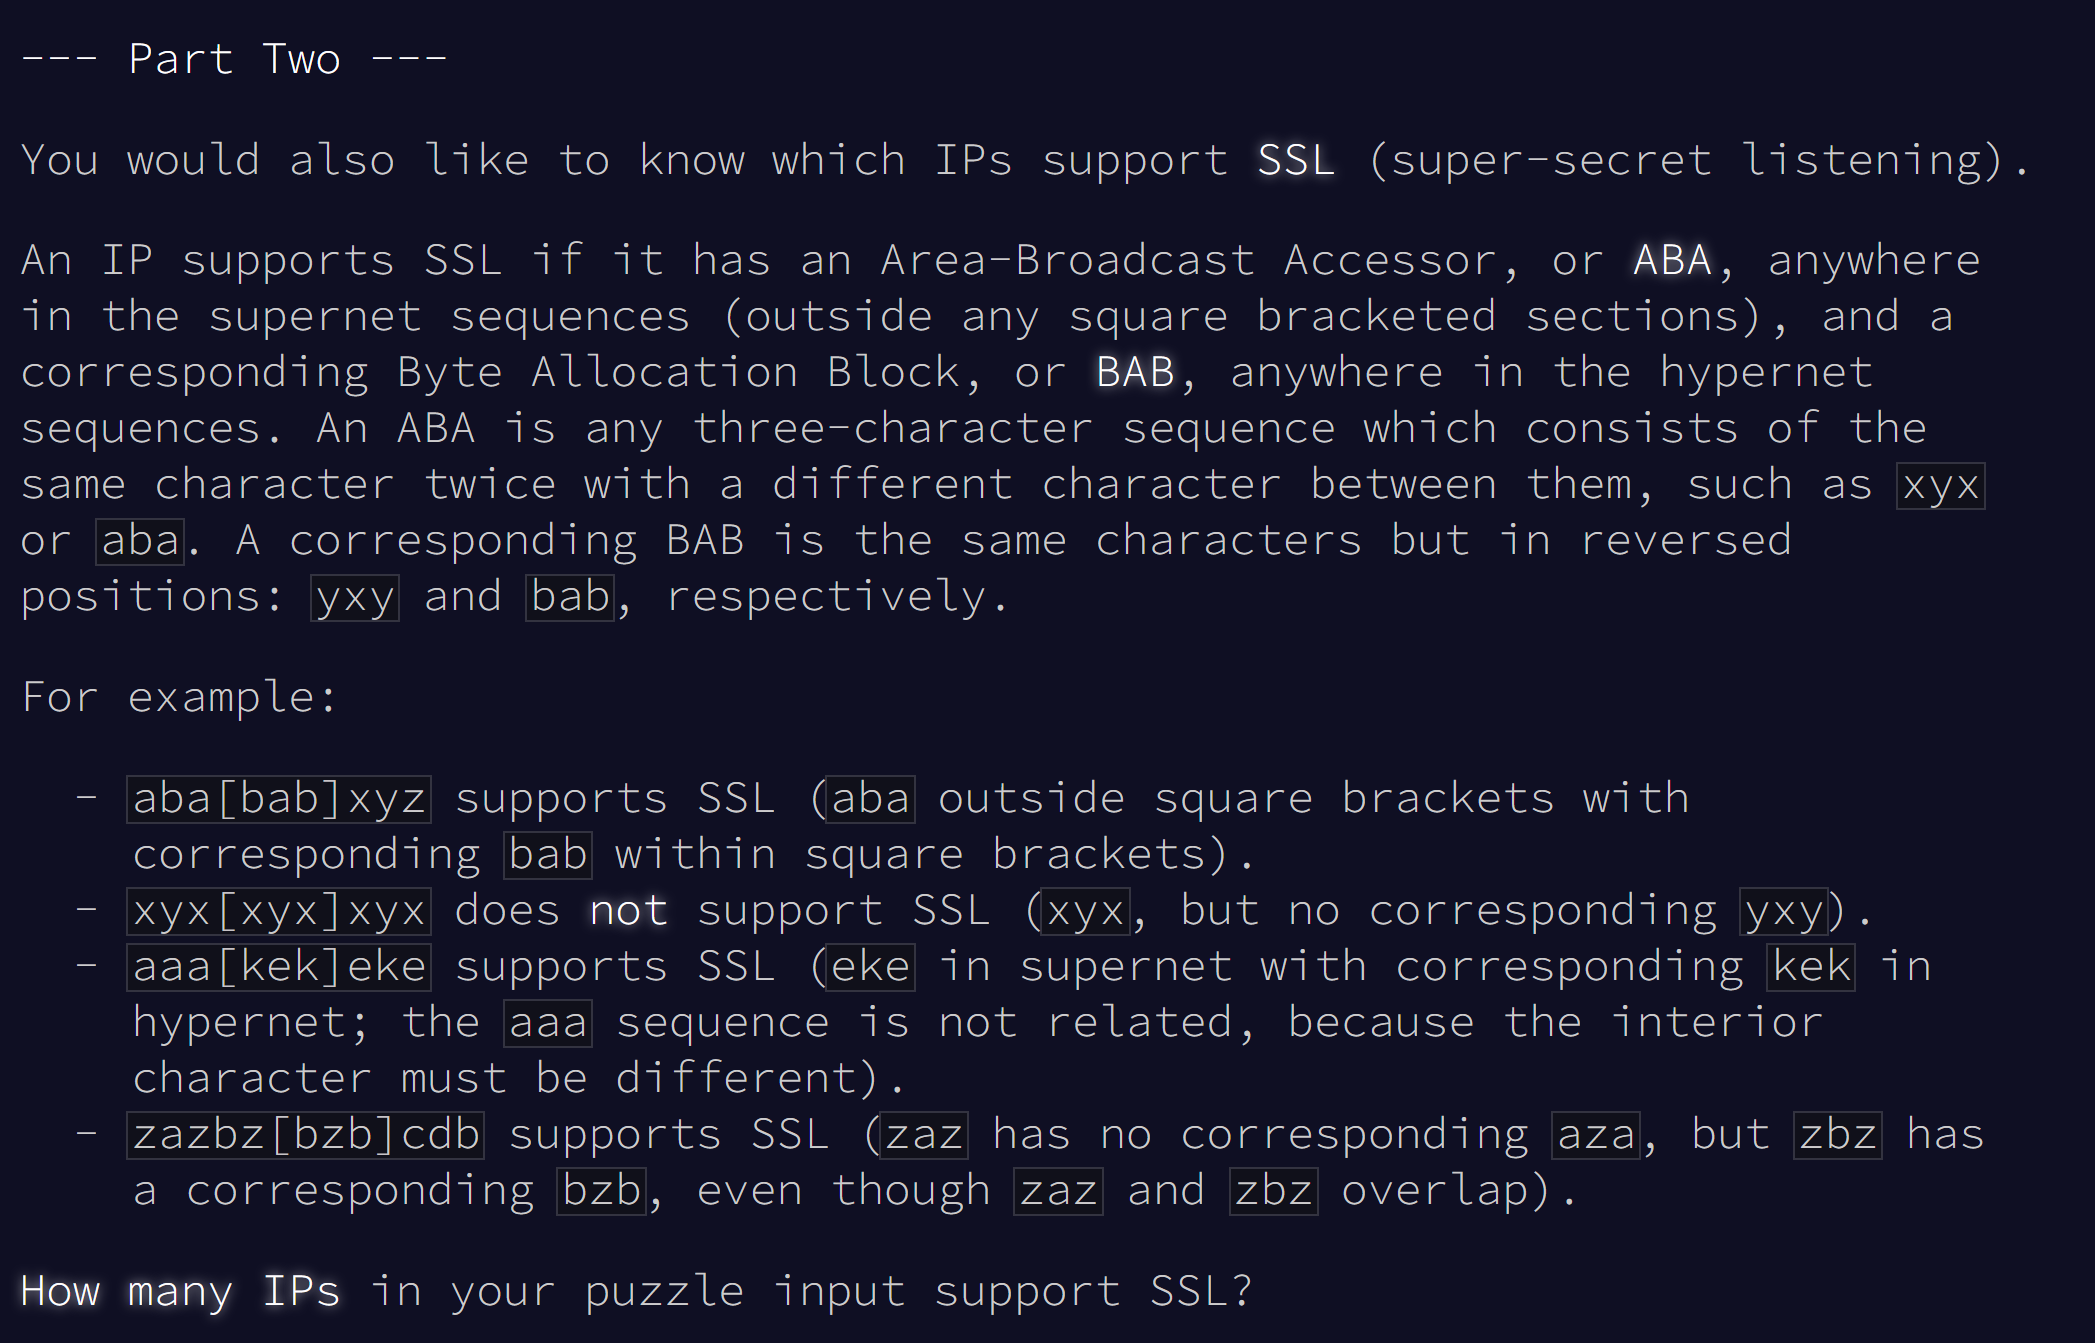 --- Part Two ---
You would also like to know which IPs support SSL (super-secret listening).
An IP supports SSL if it has an Area-Broadcast Accessor, or ABA, anywhere
in the supernet sequences (outside any square bracketed sections), and a
corresponding Byte Allocation Block, or BAB, anywhere in the hypernet
sequences. An ABA is any three-character sequence which consists of the
same character twice with a different character between them, such as xyx
or aba. A corresponding BAB is the same characters but in reversed
positions: yxy and bab, respectively.
For example:
- aba[bab]xyz supports SSL (aba outside square brackets with
corresponding bab within square brackets).
- xyx[xyx]xyx does not support SSL (xyx, but no corresponding yxy).
- aaa[kek]eke supports SSL (eke in supernet with corresponding kek in
hypernet; the aaa sequence is not related, because the interior
character must be different).
- zazbz[bzb]cdb supports SSL (zaz has no corresponding aza, but zbz has
a corresponding bzb, even though zaz and zbz overlap).
How many IPs in your puzzle input support SSL?